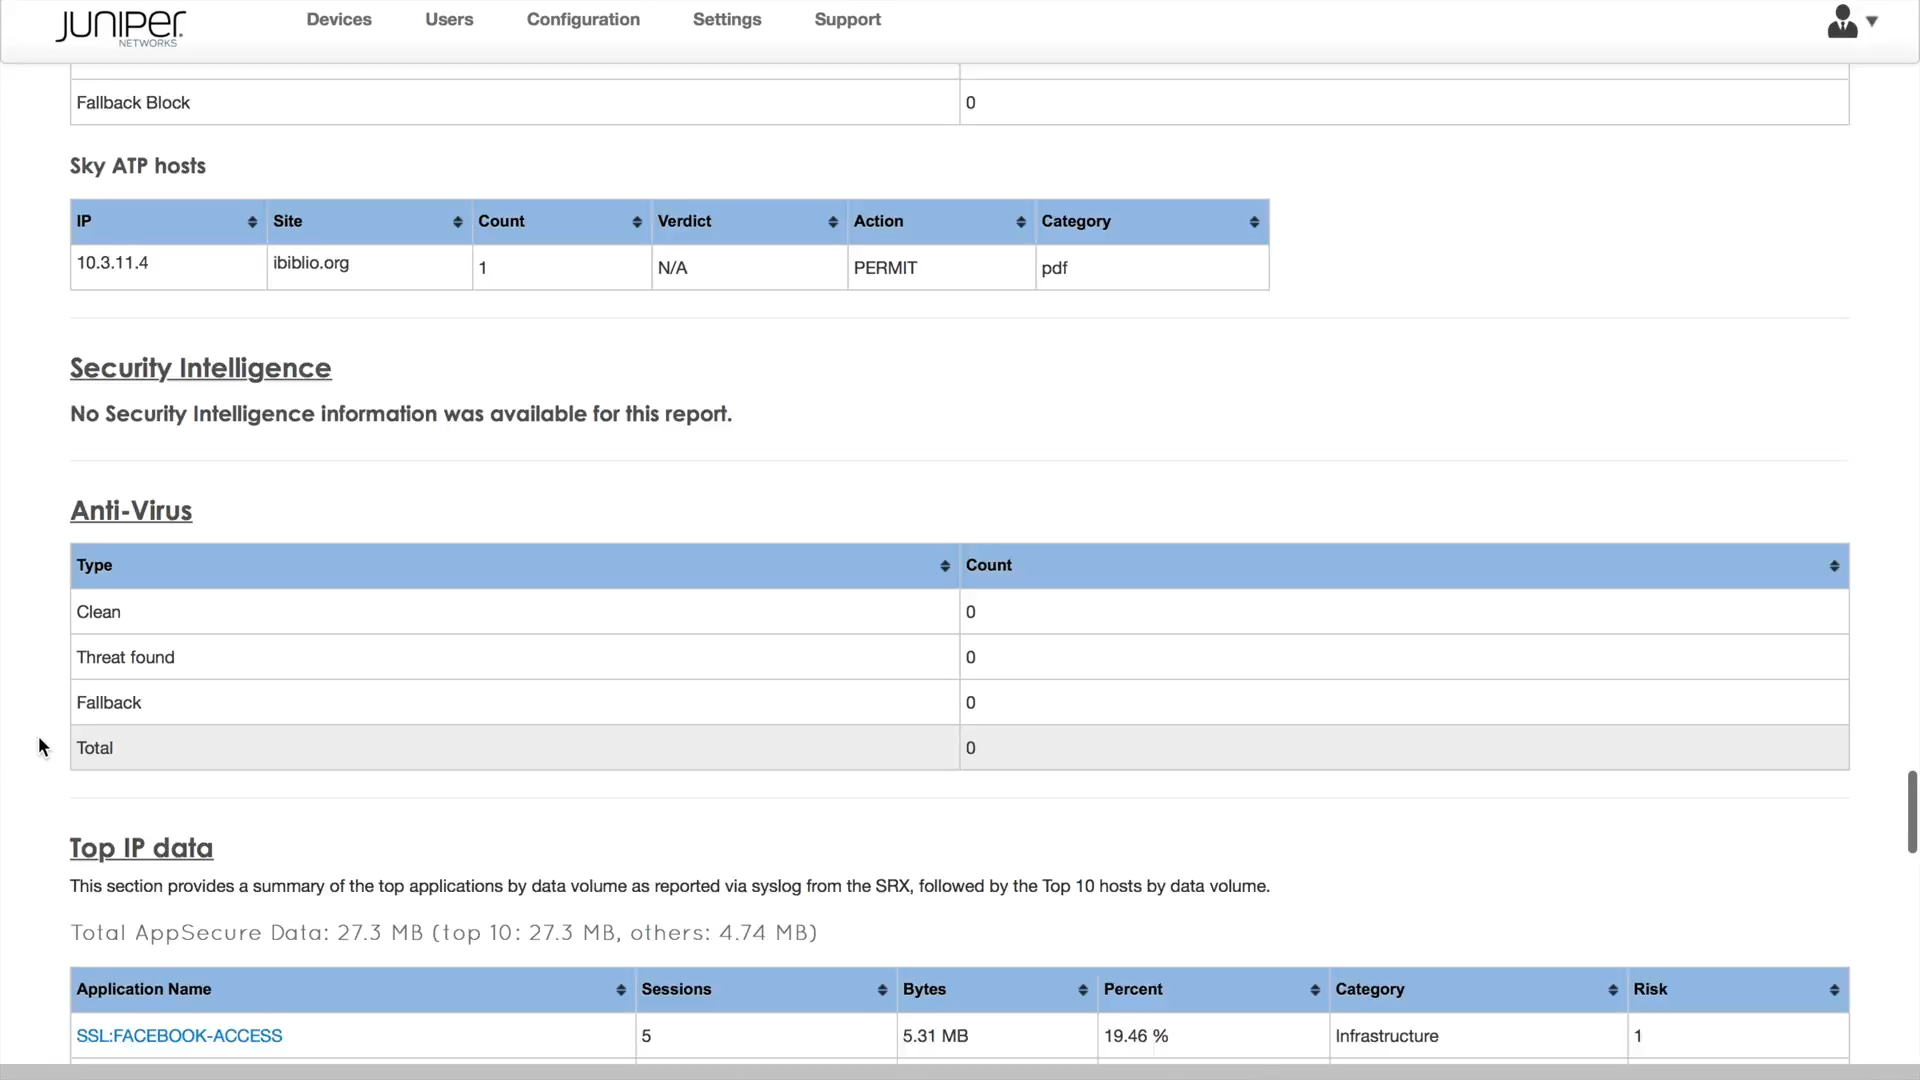 JUNIPER
NETWORKS
Devices Users Configuration Settings Support
Fallback Block 0
Sky ATP hosts
IP Site Count Verdict Action Category
10.3.11.4 ibiblio.org 1 N/A PERMIT pdf
Security Intelligence
No Security Intelligence information was available for this report.
Anti-Virus
Type Count
Clean 0
Threat found 0
Fallback 0
Total 0
Top IP data
This section provides a summary of the top applications by data volume as reported via syslog from the SRX, followed by the Top 10 hosts by data volume.
Total AppSecure Data: 27.3 MB (top 10: 27.3 MB, others: 4.74 MB)
Application Name Sessions Bytes Percent Category Risk
SSL:FACEBOOK-ACCESS 5 5.31 MB 19.46 % Infrastructure 1